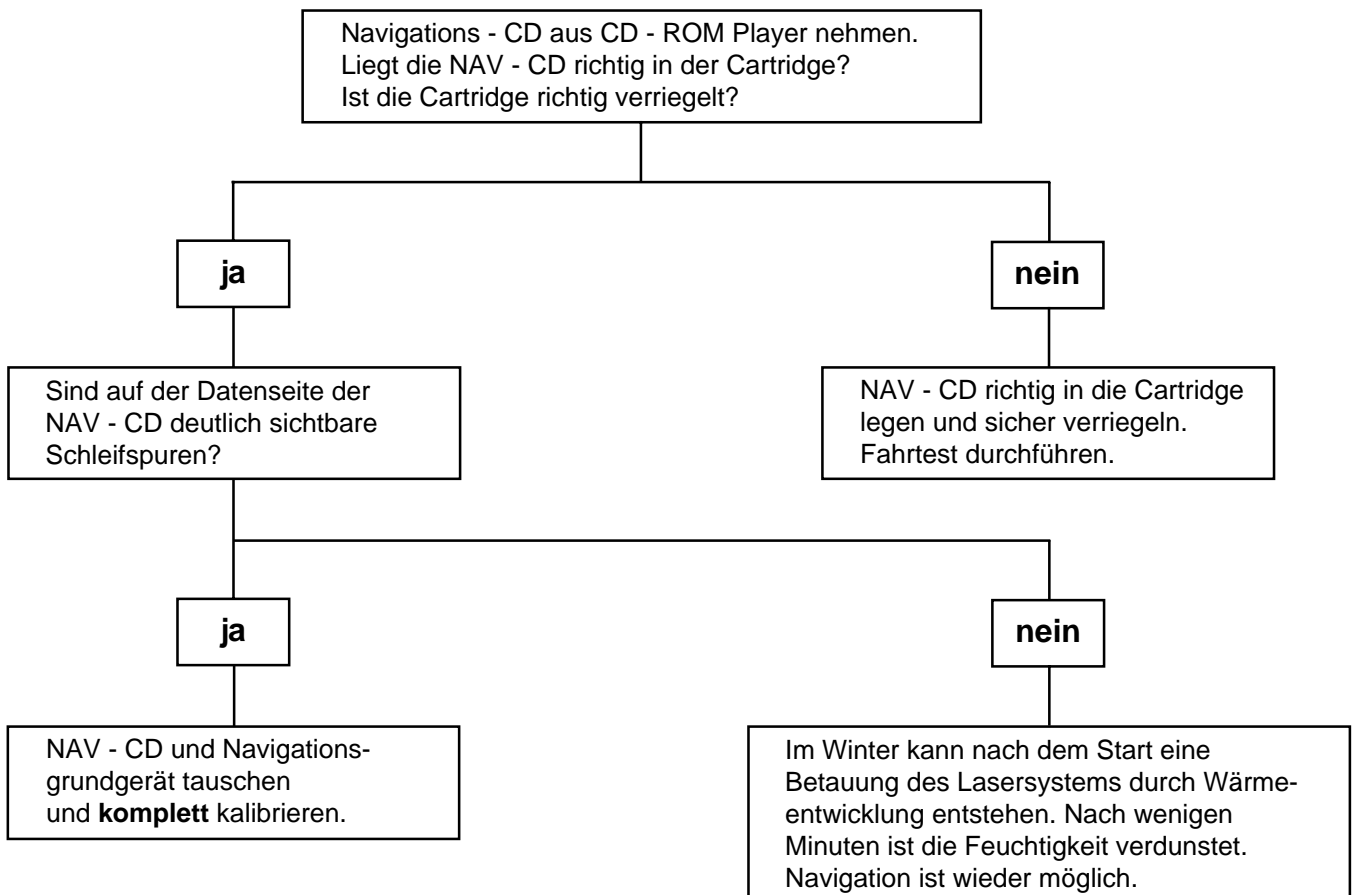 Navigations - CD aus CD - ROM Player nehmen.
Liegt die NAV - CD richtig in der Cartridge?
Ist die Cartridge richtig verriegelt?
ja
nein
Sind auf der Datenseite der
NAV - CD deutlich sichtbare
Schleifspuren?
NAV - CD richtig in die Cartridge
legen und sicher verriegeln.
Fahrtest durchführen.
ja
nein
NAV - CD und Navigations-
grundgerät tauschen
und komplett kalibrieren.
Im Winter kann nach dem Start eine
Betauung des Lasersystems durch Wärme-
entwicklung entstehen. Nach wenigen
Minuten ist die Feuchtigkeit verdunstet.
Navigation ist wieder möglich.